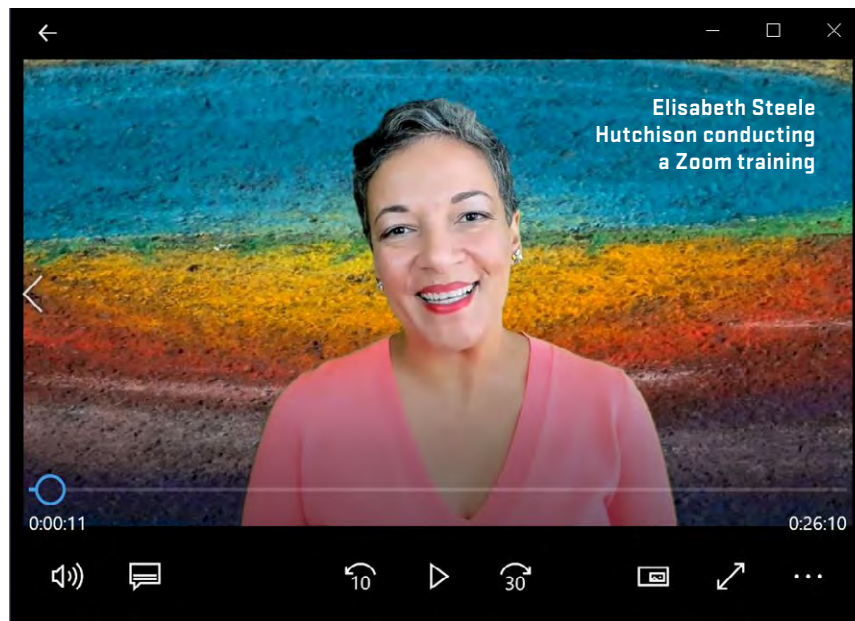 Elisabeth Steele
Hutchison conducting
a Zoom training
0:00:11
0:26:10
10
30